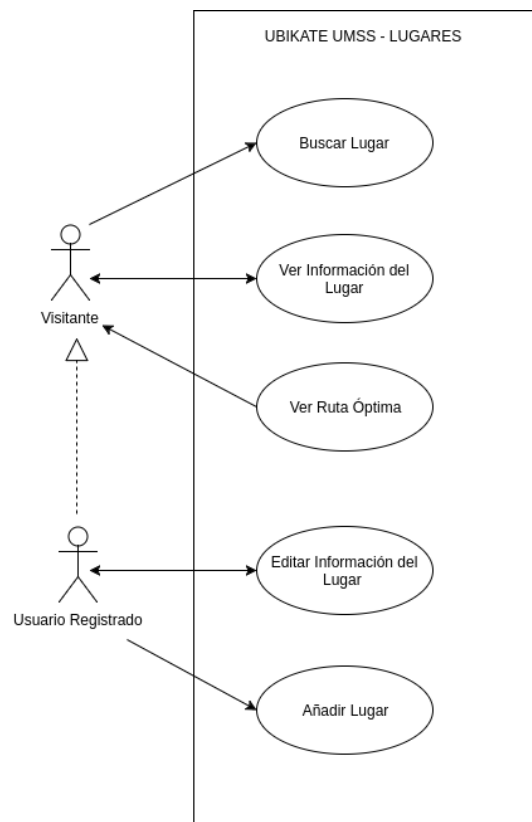 UBIKATE UMSS - LUGARES
Buscar Lugar
Ver Información del
Lugar
Visitante
Ver Ruta Óptima
Editar Información del
Lugar
Usuario Registrado
Añadir Lugar